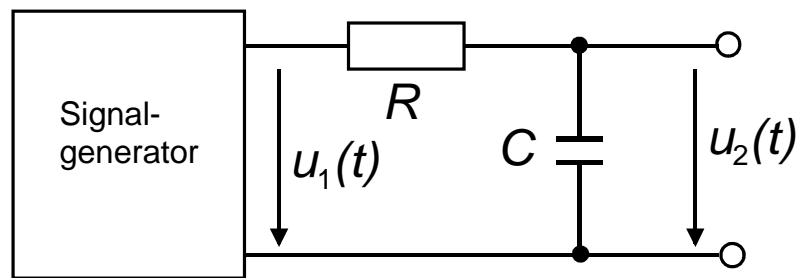 Signal-
generator
u₁(t)
R
C
u₂(t)